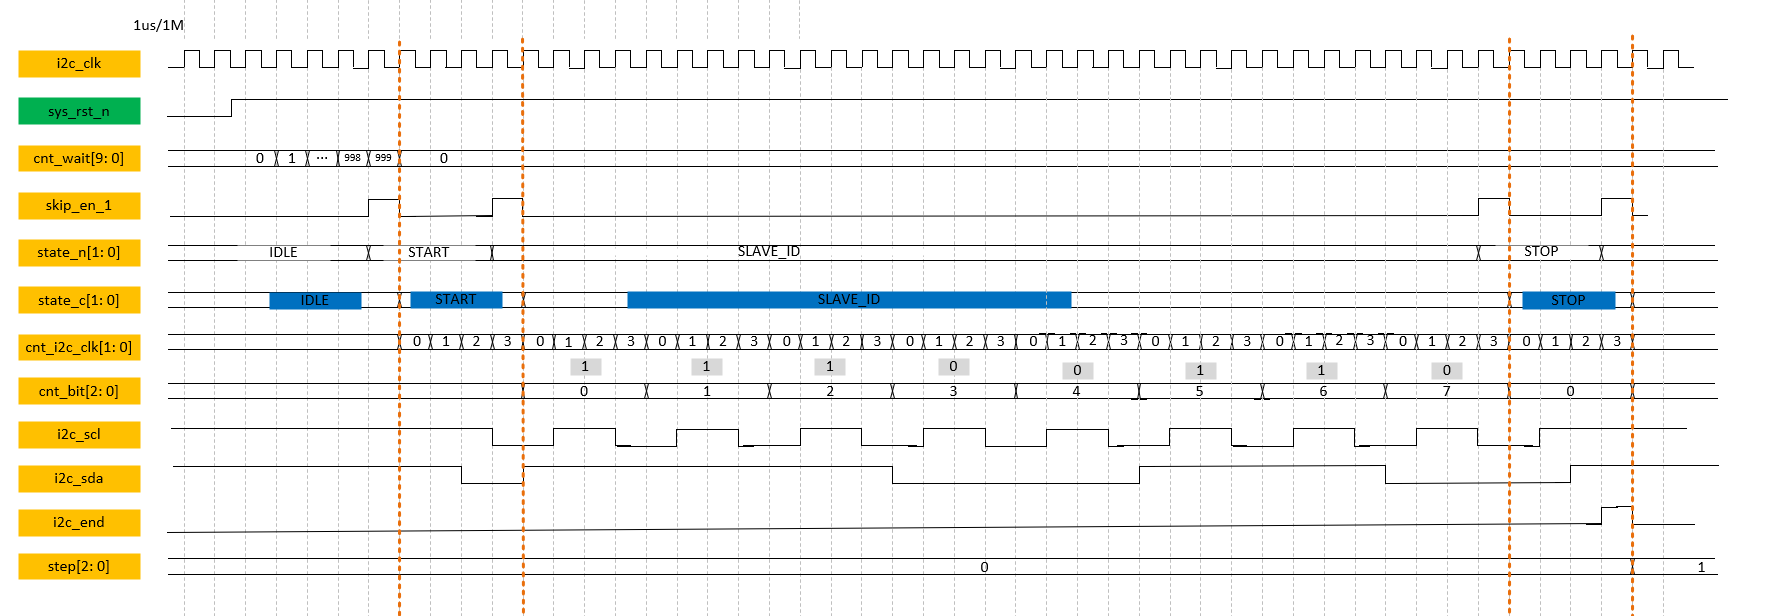 1us/1M
i2c_clk
sys_rst_n
cnt_wait[9: 0] 0 1 ... 998 999 0
skip_en_1
state_n[1: 0] IDLE START SLAVE_ID STOP
state_c[1: 0] IDLE START SLAVE_ID STOP
cnt_i2c_clk[1: 0] 0 1 2 3 0 1 2 3 0 1 2 3 0 1 2 3 0 1 2 3 0 1 2 3 0 1 2 3 0 1 2 3 0 1 2 3 0 1 2 3
1 1 1 0 0 1 1 0
cnt_bit[2: 0] 0 1 2 3 4 5 6 7 0
i2c_scl
i2c_sda
i2c_end
step[2: 0] 0 1